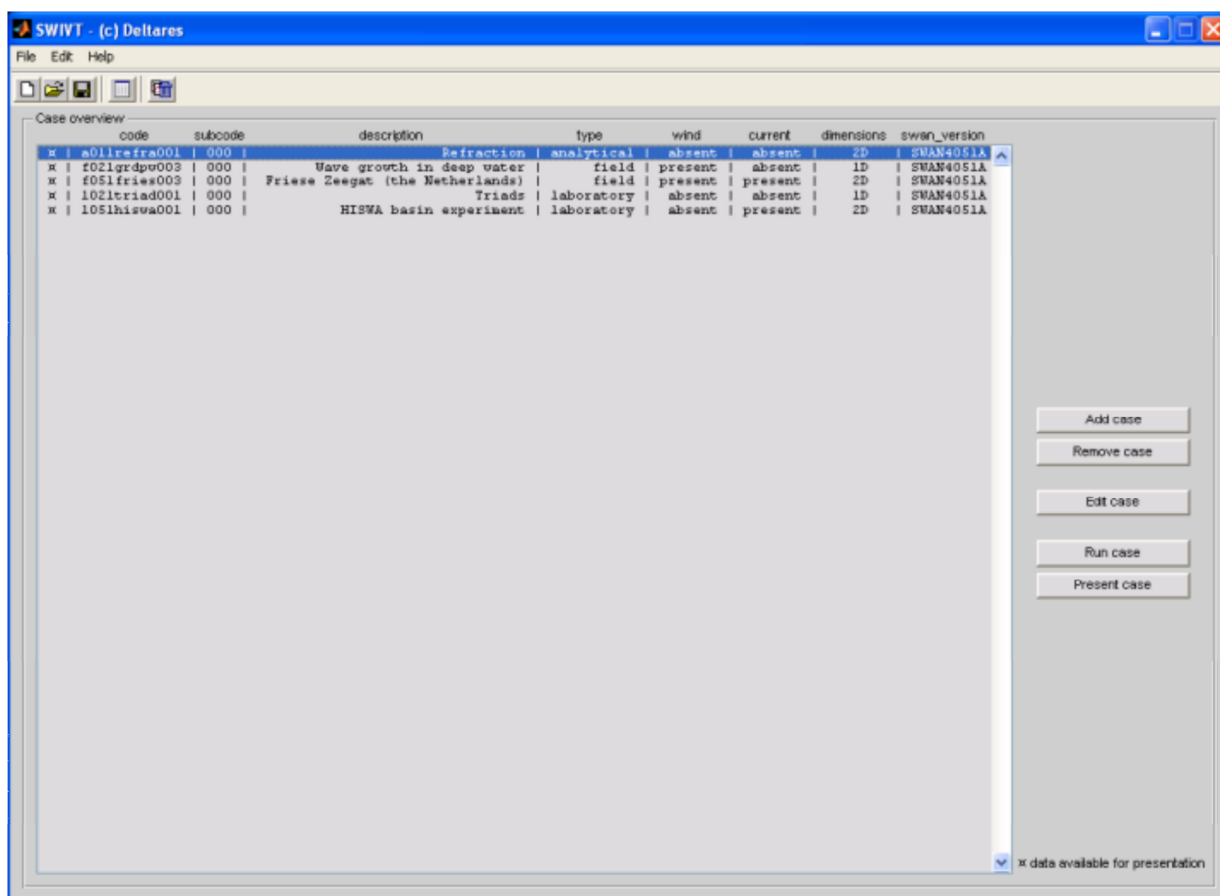 SWIVT - (c) Deltares
File Edit Help
Case overview
code subcode description type wind current dimensions swan_version
¤ | a011refra001 | 000 | Refraction | analytical | absent | absent | 2D | SWAN4051A
¤ | f021grdpw003 | 000 | Wave growth in deep water | field | present | absent | 1D | SWAN4051A
¤ | f051fries003 | 000 | Friese Zeegat (the Netherlands) | field | present | present | 2D | SWAN4051A
¤ | l021triad001 | 000 | Triads | laboratory | absent | absent | 1D | SWAN4051A
¤ | l051hiswa001 | 000 | HISWA basin experiment | laboratory | absent | present | 2D | SWAN4051A
Add case
Remove case
Edit case
Run case
Present case
¤ data available for presentation